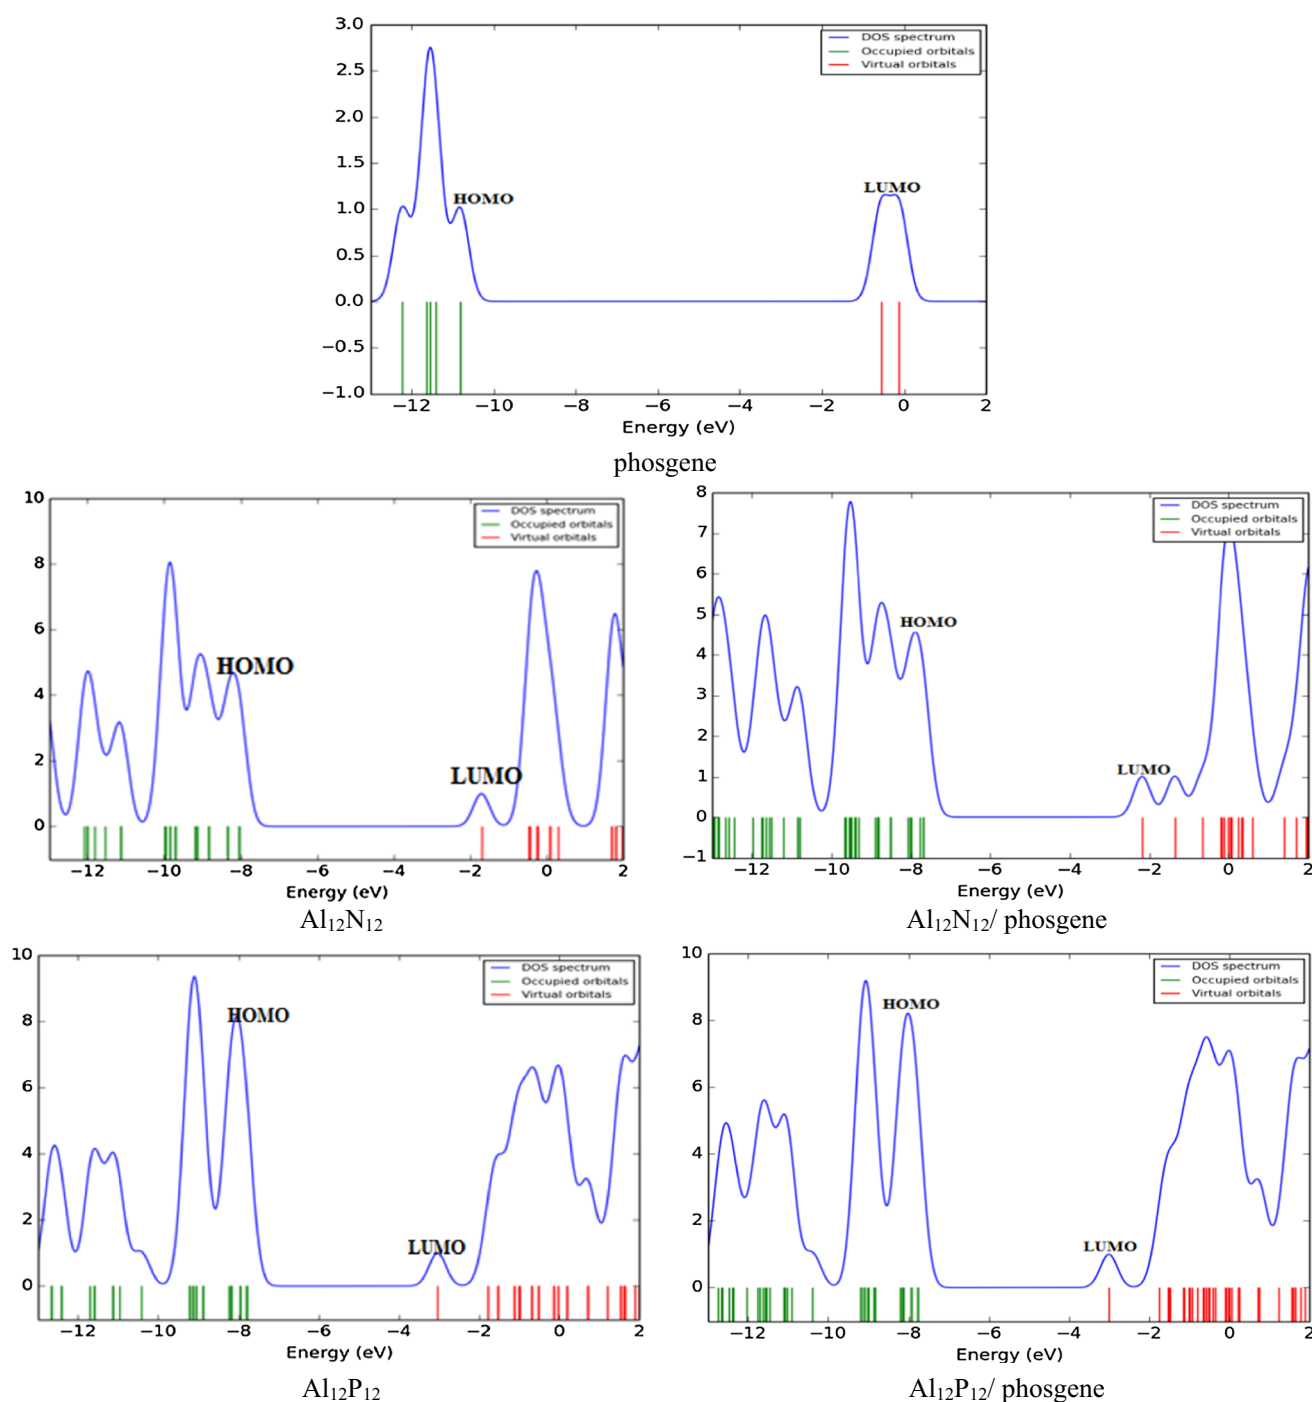 3.0
2.5
2.0
1.5
1.0
0.5
0.0
−0.5
−1.0
DOS spectrum
Occupied orbitals
Virtual orbitals
HOMO
LUMO
−12 −10 −8 −6 −4 −2 0 2
Energy (eV)
phosgene
10
8
6
4
2
0
DOS spectrum
Occupied orbitals
Virtual orbitals
HOMO
LUMO
−12 −10 −8 −6 −4 −2 0 2
Energy (eV)
Al₁₂N₁₂
8
7
6
5
4
3
2
1
0
−1
DOS spectrum
Occupied orbitals
Virtual orbitals
HOMO
LUMO
−12 −10 −8 −6 −4 −2 0 2
Energy (eV)
Al₁₂N₁₂/ phosgene
10
8
6
4
2
0
DOS spectrum
Occupied orbitals
Virtual orbitals
HOMO
LUMO
−12 −10 −8 −6 −4 −2 0 2
Energy (eV)
Al₁₂P₁₂
10
8
6
4
2
0
DOS spectrum
Occupied orbitals
Virtual orbitals
HOMO
LUMO
−12 −10 −8 −6 −4 −2 0 2
Energy (eV)
Al₁₂P₁₂/ phosgene